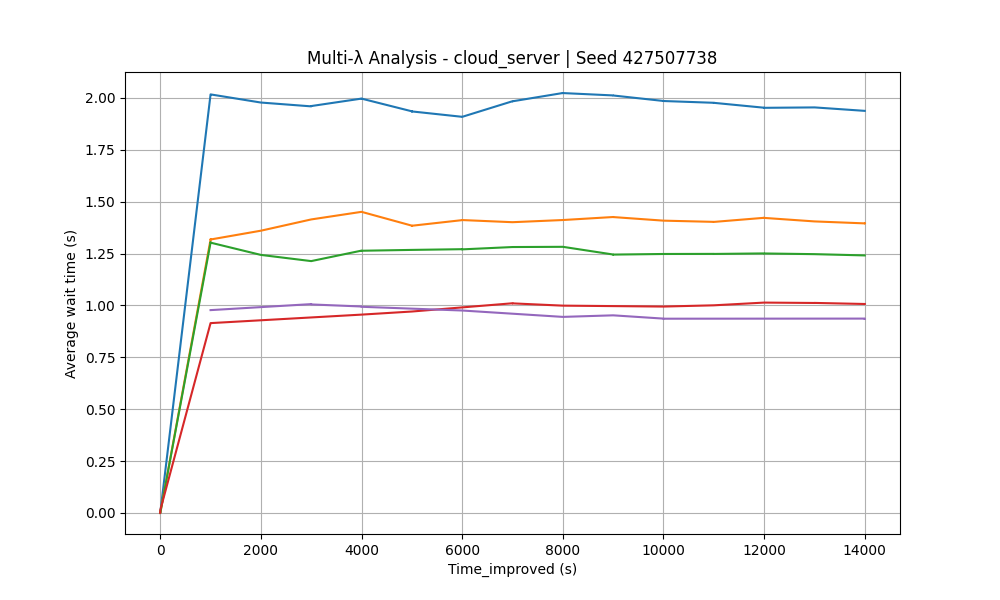 Multi-λ Analysis - cloud_server | Seed 427507738
Average wait time (s)
2.00
1.75
1.50
1.25
1.00
0.75
0.50
0.25
0.00
0 2000 4000 6000 8000 10000 12000 14000
Time_improved (s)